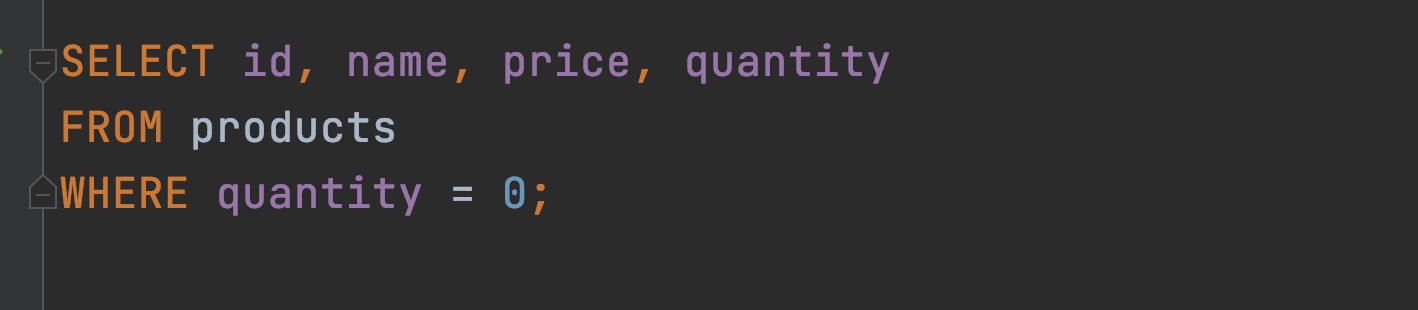 SELECT id, name, price, quantity
FROM products
WHERE quantity = 0;